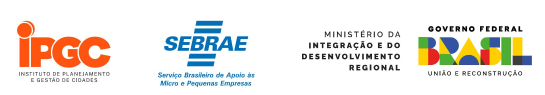 iPGC
INSTITUTO DE PLANEJAMENTO
E GESTÃO DE CIDADES
SEBRAE
Serviço Brasileiro de Apoio às
Micro e Pequenas Empresas
MINISTÉRIO DA
INTEGRAÇÃO E DO
DESENVOLVIMENTO
REGIONAL
GOVERNO FEDERAL
BRASIL
UNIÃO E RECONSTRUÇÃO